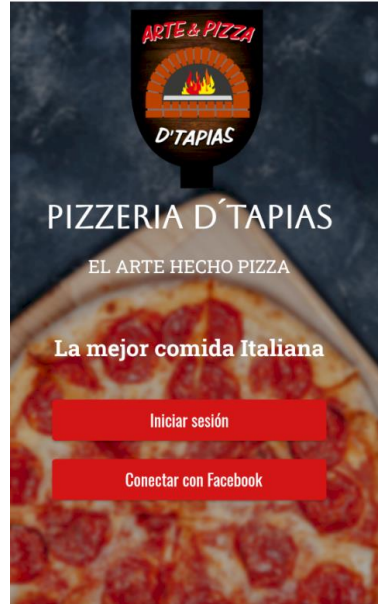 ARTE & PIZZA
D'TAPIAS
PIZZERIA D´TAPIAS
EL ARTE HECHO PIZZA
La mejor comida Italiana
Iniciar sesión
Conectar con Facebook